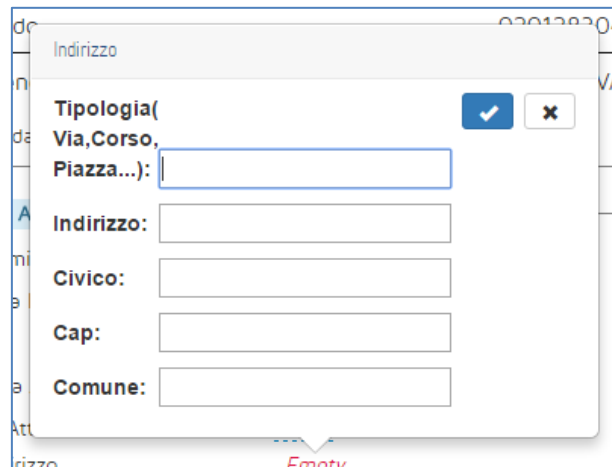 Indirizzo
Tipologia(
Via,Corso,
Piazza...):
Indirizzo:
Civico:
Cap:
Comune:
Empty